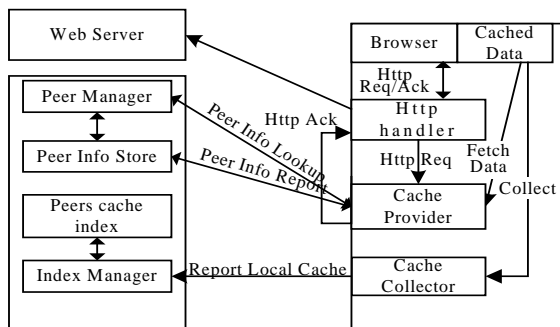 Web Server
Browser
Cached
Data
Http
Req/Ack
Peer Manager
Http Ack
Http
handler
Peer Info Lookup
Peer Info Store
Peer Info Report
Http Req
Fetch
Data
Collect
Peers cache
index
Cache
Provider
Index Manager
Report Local Cache
Cache
Collector